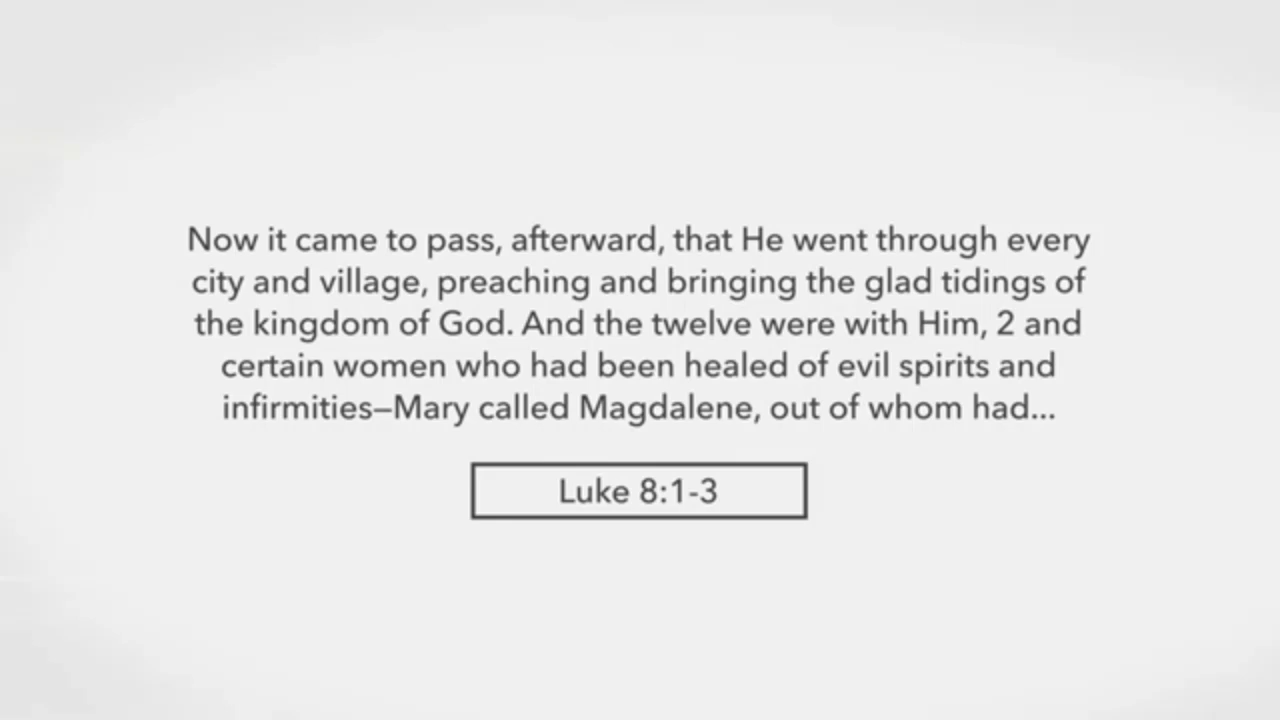 Now it came to pass, afterward, that He went through every
city and village, preaching and bringing the glad tidings of
the kingdom of God. And the twelve were with Him, 2 and
certain women who had been healed of evil spirits and
infirmities—Mary called Magdalene, out of whom had...
Luke 8:1-3